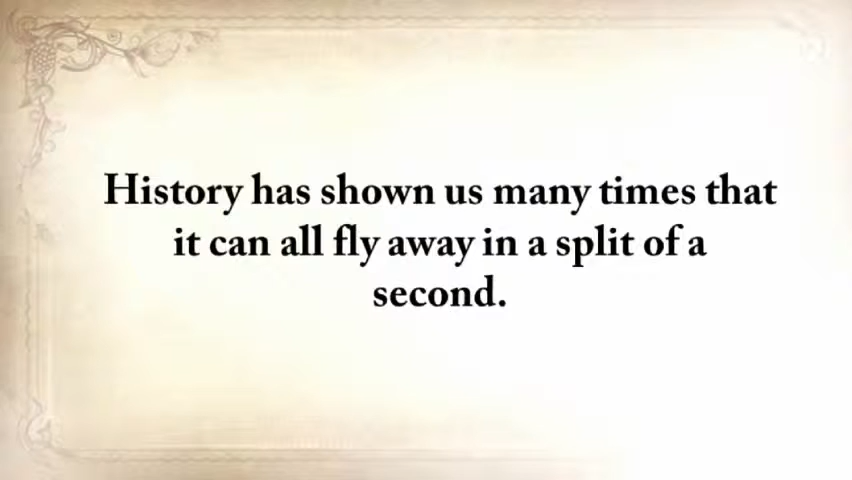 History has shown us many times that
it can all fly away in a split of a
second.